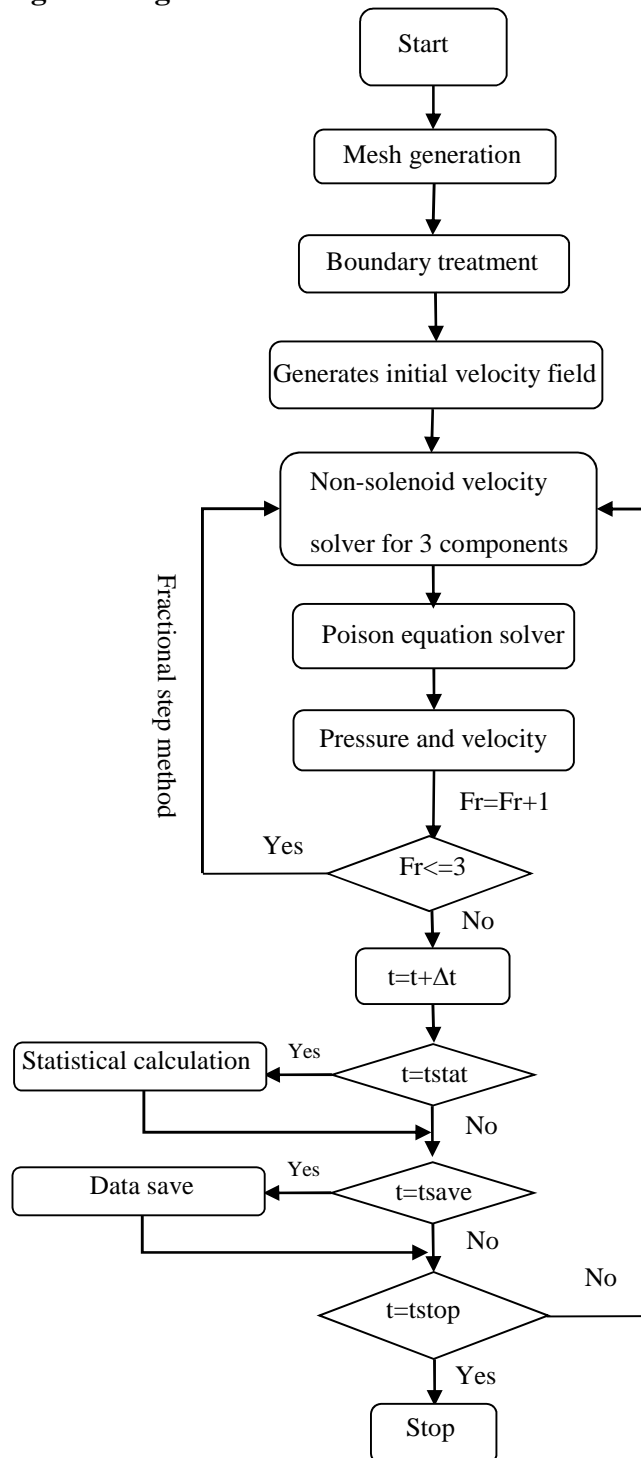 Start
Mesh generation
Boundary treatment
Generates initial velocity field
Non-solenoid velocity
solver for 3 components
Fractional step method
Poison equation solver
Pressure and velocity
Fr=Fr+1
Yes
Fr<=3
No
t=t+Δt
Statistical calculation
Yes
t=tstat
No
Data save
Yes
t=tsave
No
No
t=tstop
Yes
Stop